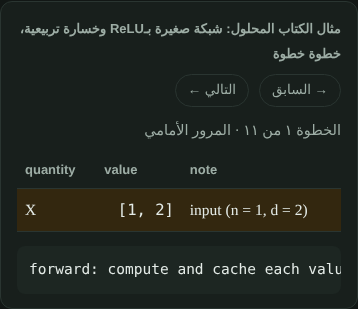 مثال الكتاب المحلول: شبكة صغيرة بـReLU وخسارة تربيعية،
خطوة خطوة
→ السابق
التالي ←
الخطوة ١ من ١١ · المرور الأمامي
quantity value note
X [1, 2] input (n = 1, d = 2)
forward: compute and cache each valu